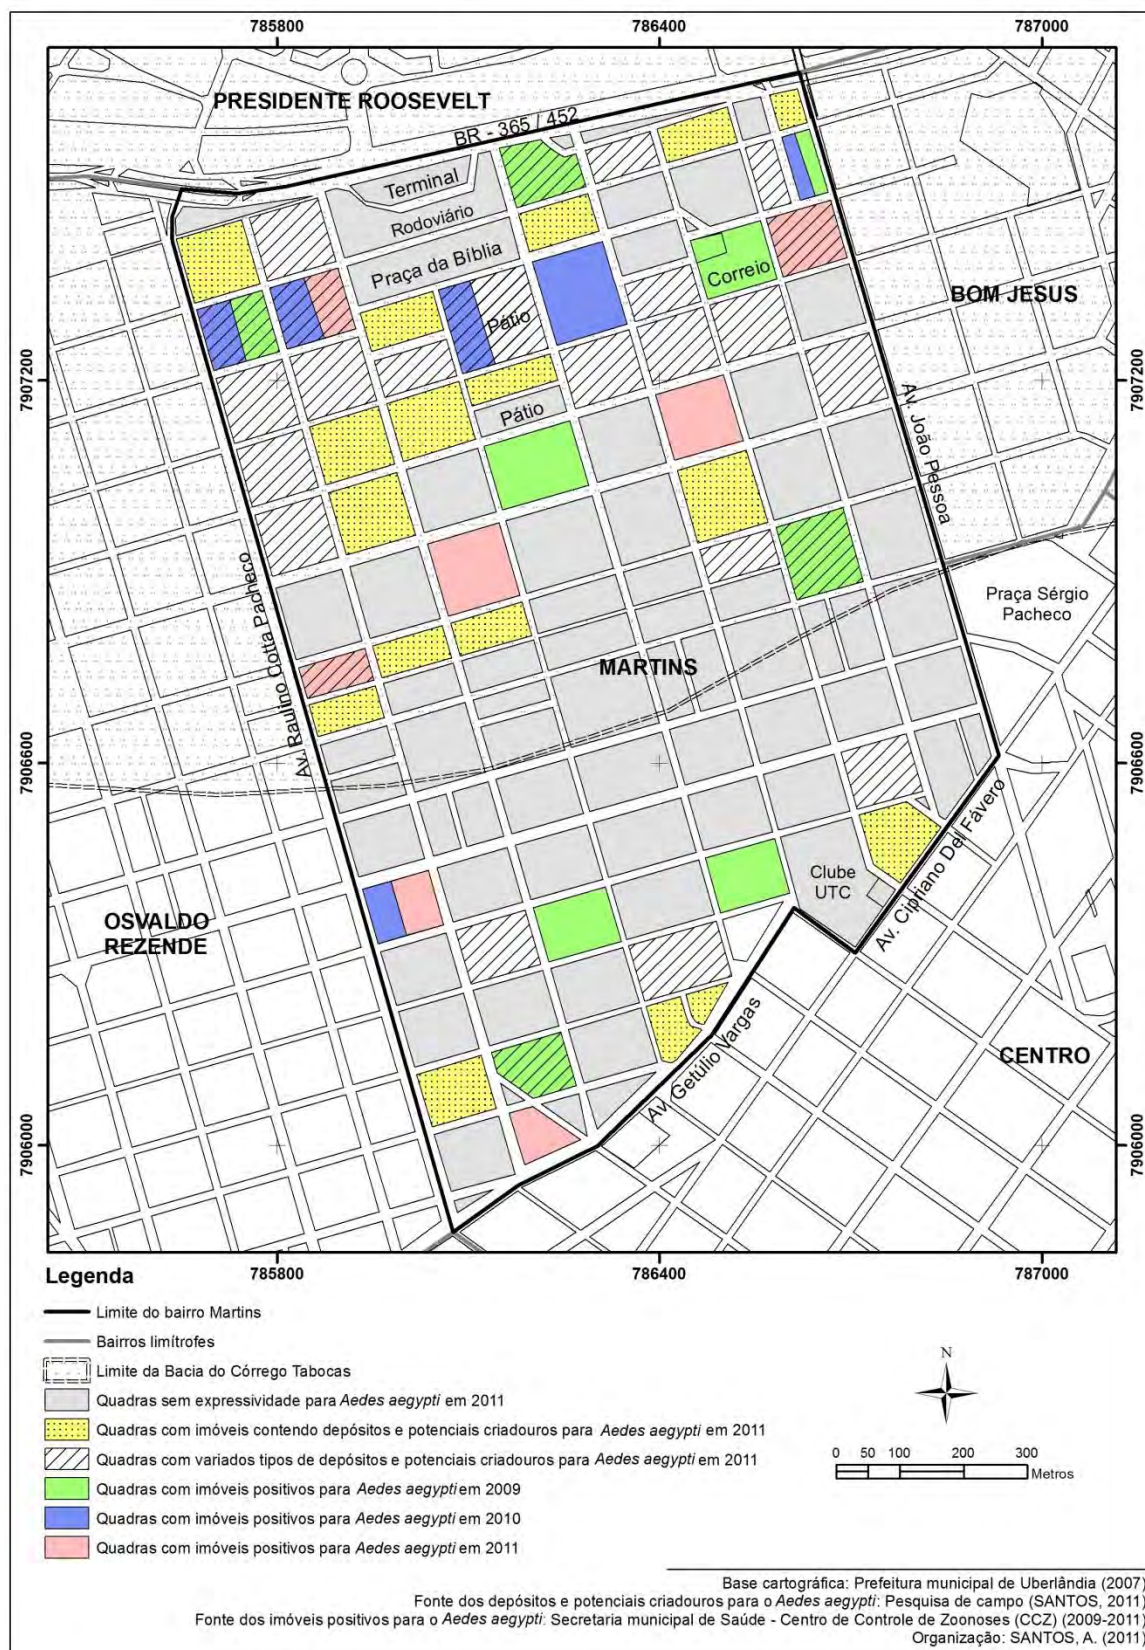 785800
786400
787000
PRESIDENTE ROOSEVELT
BR - 365 / 452
Terminal
Rodoviário
Praça da Bíblia
Correio
BOM JESUS
Pátio
7907200
7907200
Pátio
Av. João Pessoa
Praça Sérgio
Pacheco
Av. Raulino Cotta Pacheco
MARTINS
7906600
7906600
Clube
UTC
Av. Cipriano Del Fávero
OSVALDO
REZENDE
Av. Getúlio Vargas
CENTRO
7906000
7906000
785800
786400
787000
Legenda
Limite do bairro Martins
Bairros limítrofes
Limite da Bacia do Córrego Tabocas
Quadras sem expressividade para Aedes aegypti em 2011
Quadras com imóveis contendo depósitos e potenciais criadouros para Aedes aegypti em 2011
Quadras com variados tipos de depósitos e potenciais criadouros para Aedes aegypti em 2011
Quadras com imóveis positivos para Aedes aegypti em 2009
Quadras com imóveis positivos para Aedes aegypti em 2010
Quadras com imóveis positivos para Aedes aegypti em 2011
N
0 50 100 200 300
Metros
Base cartográfica: Prefeitura municipal de Uberlândia (2007)
Fonte dos depósitos e potenciais criadouros para o Aedes aegypti: Pesquisa de campo (SANTOS, 2011)
Fonte dos imóveis positivos para o Aedes aegypti: Secretaria municipal de Saúde - Centro de Controle de Zoonoses (CCZ) (2009-2011)
Organização: SANTOS, A. (2011)